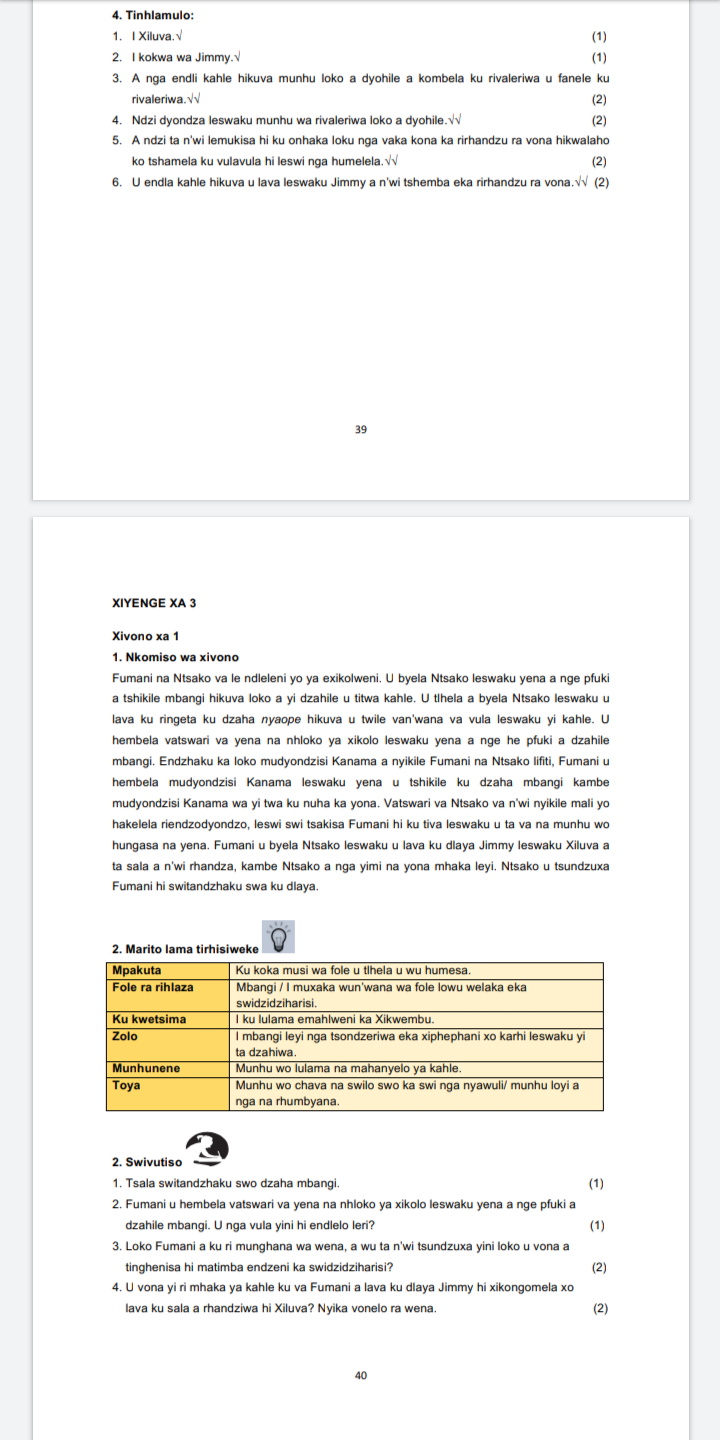 4. Tinhlamulo:
1. I Xiluva.√ (1)
2. I kokwa wa Jimmy.√ (1)
3. A nga endli kahle hikuva munhu loko a dyohile a kombela ku rivaleriwa u fanele ku
rivaleriwa.√√ (2)
4. Ndzi dyondza leswaku munhu wa rivaleriwa loko a dyohile.√√ (2)
5. A ndzi ta n'wi lemukisa hi ku onhaka loku nga vaka kona ka rirhandzu ra vona hikwalaho
ko tshamela ku vulavula hi leswi nga humelela.√√ (2)
6. U endla kahle hikuva u lava leswaku Jimmy a n'wi tshemba eka rirhandzu ra vona.√√ (2)
39
XIYENGE XA 3
Xivono xa 1
1. Nkomiso wa xivono
Fumani na Ntsako va le ndleleni yo ya exikolweni. U byela Ntsako leswaku yena a nge pfuki
a tshikile mbangi hikuva loko a yi dzahile u titwa kahle. U tlhela a byela Ntsako leswaku u
lava ku ringeta ku dzaha nyaope hikuva u twile van'wana va vula leswaku yi kahle. U
hembela vatswari va yena na nhloko ya xikolo leswaku yena a nge he pfuki a dzahile
mbangi. Endzhaku ka loko mudyondzisi Kanama a nyikile Fumani na Ntsako lifiti, Fumani u
hembela mudyondzisi Kanama leswaku yena u tshikile ku dzaha mbangi kambe
mudyondzisi Kanama wa yi twa ku nuha ka yona. Vatswari va Ntsako va n'wi nyikile mali yo
hakelela riendzodyondzo, leswi swi tsakisa Fumani hi ku tiva leswaku u ta va na munhu wo
hungasa na yena. Fumani u byela Ntsako leswaku u lava ku dlaya Jimmy leswaku Xiluva a
ta sala a n'wi rhandza, kambe Ntsako a nga yimi na yona mhaka leyi. Ntsako u tsundzuxa
Fumani hi switandzhaku swa ku dlaya.
2. Marito lama tirhisiweke
Mpakuta Ku koka musi wa fole u tlhela u wu humesa.
Fole ra rihlaza Mbangi / I muxaka wun'wana wa fole lowu welaka eka
swidzidziharisi.
Ku kwetsima I ku lulama emahlweni ka Xikwembu.
Zolo I mbangi leyi nga tsondzeriwa eka xiphephani xo karhi leswaku yi
ta dzahiwa.
Munhunene Munhu wo lulama na mahanyelo ya kahle.
Toya Munhu wo chava na swilo swo ka swi nga nyawuli/ munhu loyi a
nga na rhumbyana.
2. Swivutiso
1. Tsala switandzhaku swo dzaha mbangi. (1)
2. Fumani u hembela vatswari va yena na nhloko ya xikolo leswaku yena a nge pfuki a
dzahile mbangi. U nga vula yini hi endlelo leri? (1)
3. Loko Fumani a ku ri munghana wa wena, a wu ta n'wi tsundzuxa yini loko u vona a
tinghenisa hi matimba endzeni ka swidzidziharisi? (2)
4. U vona yi ri mhaka ya kahle ku va Fumani a lava ku dlaya Jimmy hi xikongomela xo
lava ku sala a rhandziwa hi Xiluva? Nyika vonelo ra wena. (2)
40